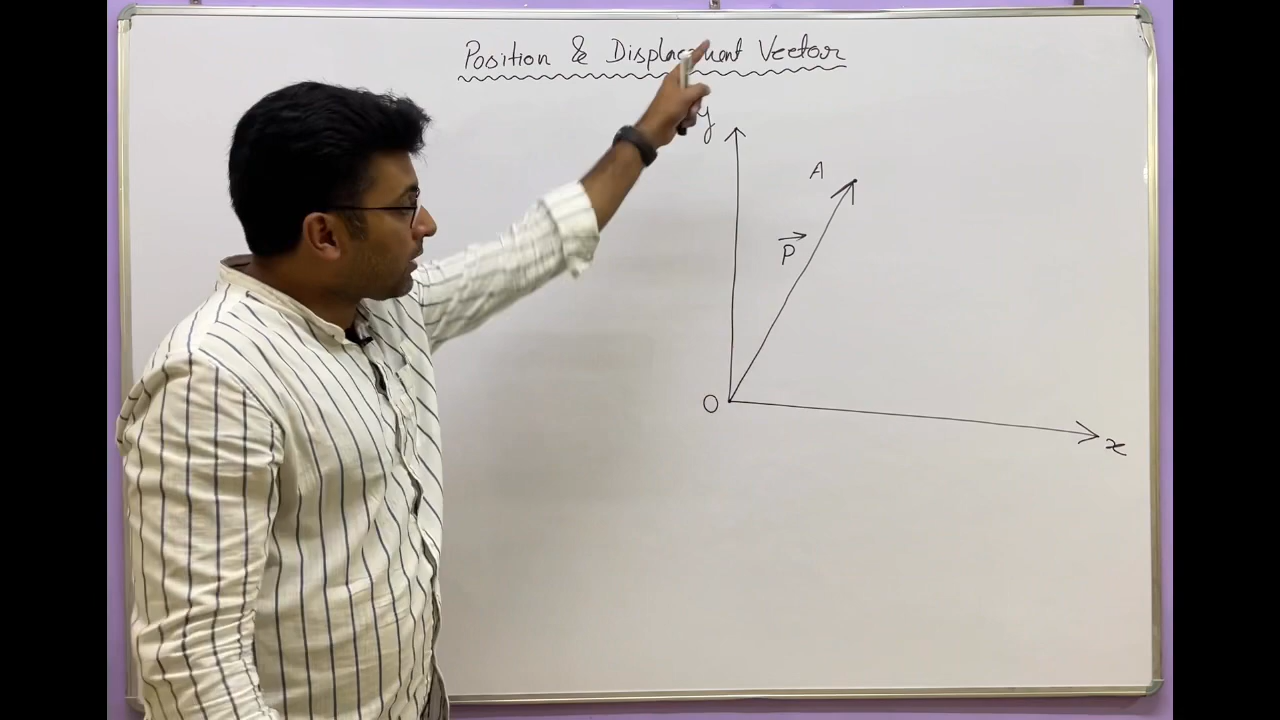 Position & Displacement Vector
y
A
P
O
x